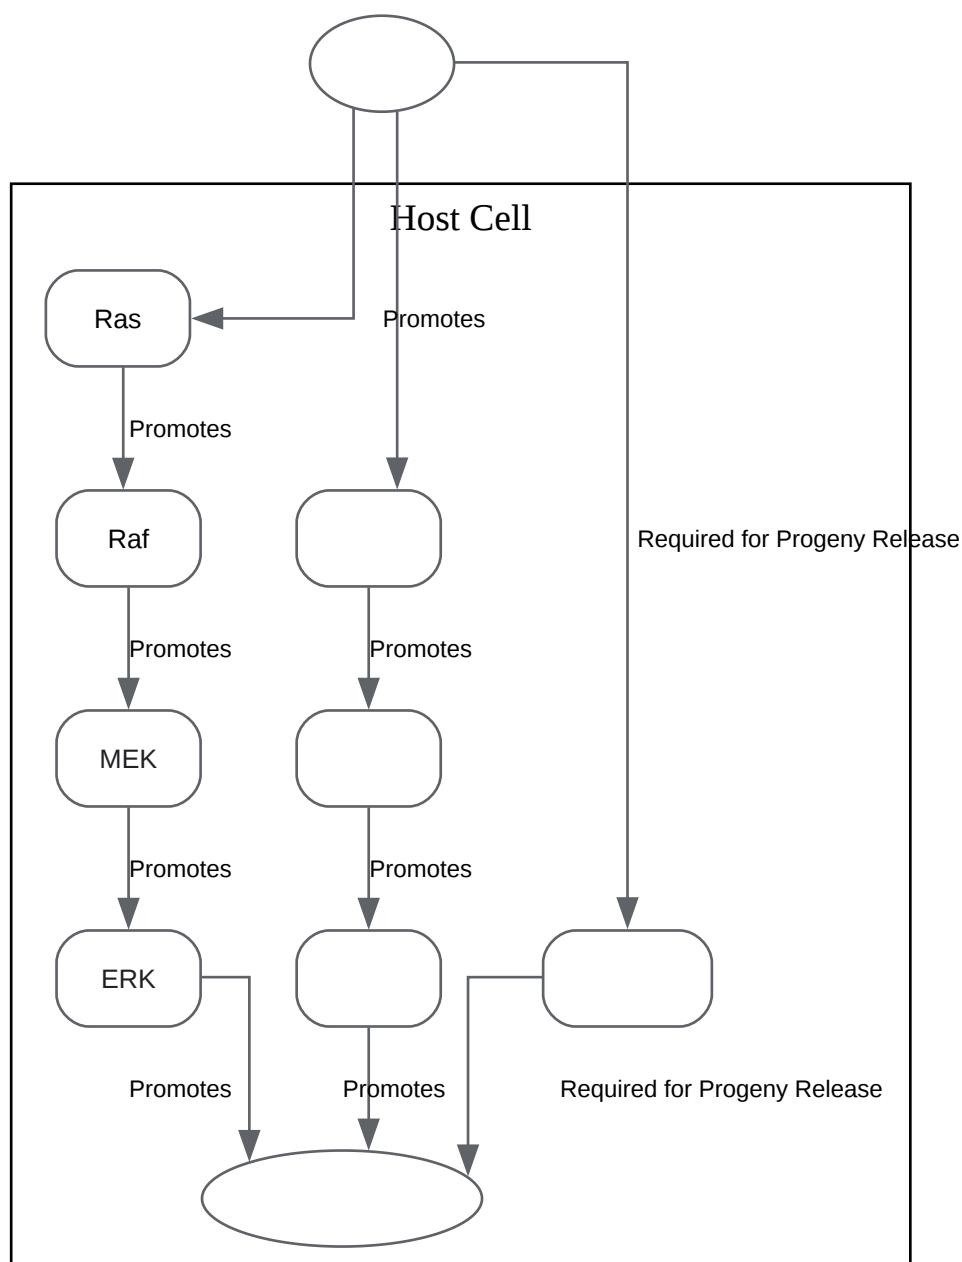 Host Cell
Ras
Promotes
Promotes
Raf
Required for Progeny Release
Promotes
Promotes
MEK
Promotes
Promotes
ERK
Promotes
Promotes
Required for Progeny Release